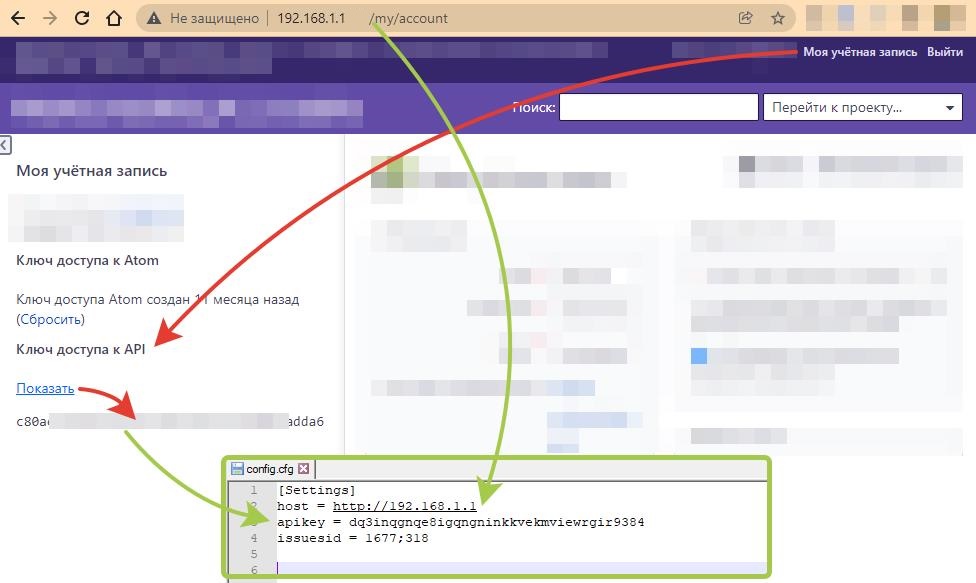 Не защищено 192.168.1.1 /my/account
Моя учётная запись Выйти
Поиск: Перейти к проекту...
Моя учётная запись
Ключ доступа к Atom
Ключ доступа Atom создан 11 месяца назад
(Сбросить)
Ключ доступа к API
Показать
c80a adda6
config.cfg
1 [Settings]
2 host = http://192.168.1.1
3 apikey = dq3inqgnqe8igqngninkkvekmviewrgir9384
4 issuesid = 1677;318
5
6